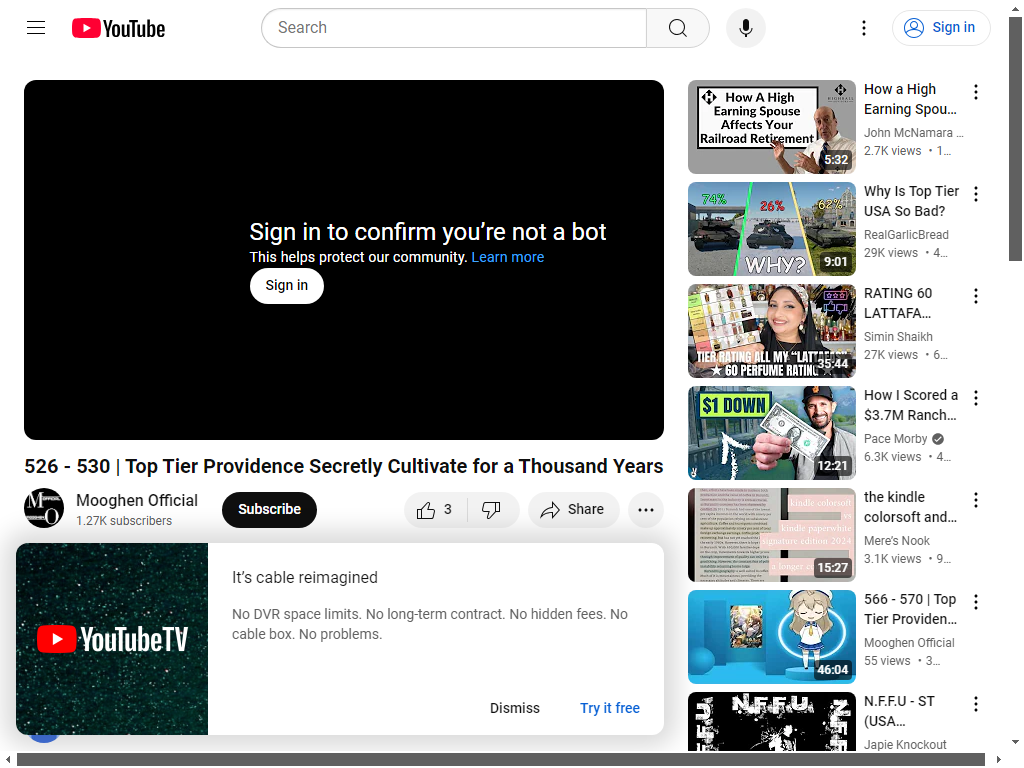 YouTube
Search
Sign in
Sign in to confirm you're not a bot
This helps protect our community. Learn more
Sign in
526 - 530 | Top Tier Providence Secretly Cultivate for a Thousand Years
Mooghen Official
1.27K subscribers
Subscribe
3
Share
YouTubeTV
It's cable reimagined
No DVR space limits. No long-term contract. No hidden fees. No
cable box. No problems.
Dismiss
Try it free
How A High
Earning Spouse
Affects Your
Railroad Retirement
5:32
How a High
Earning Spou...
John McNamara ...
2.7K views • 1...
74%
26%
62%
WHY?
9:01
Why Is Top Tier
USA So Bad?
RealGarlicBread
29K views • 4...
TIER RATING ALL MY "LATTAFA'S"
★ 60 PERFUME RATING
35:44
RATING 60
LATTAFA...
Simin Shaikh
27K views • 6...
$1 DOWN
12:21
How I Scored a
$3.7M Ranch...
Pace Morby
6.3K views • 4...
kindle colorsoft
vs
kindle paperwhite
signature edition 2024
a longer
15:27
the kindle
colorsoft and...
Mere's Nook
3.1K views • 9...
46:04
566 - 570 | Top
Tier Providen...
Mooghen Official
55 views • 3...
N.F.F.U.
N.F.F.U - ST
(USA...
Japie Knockout